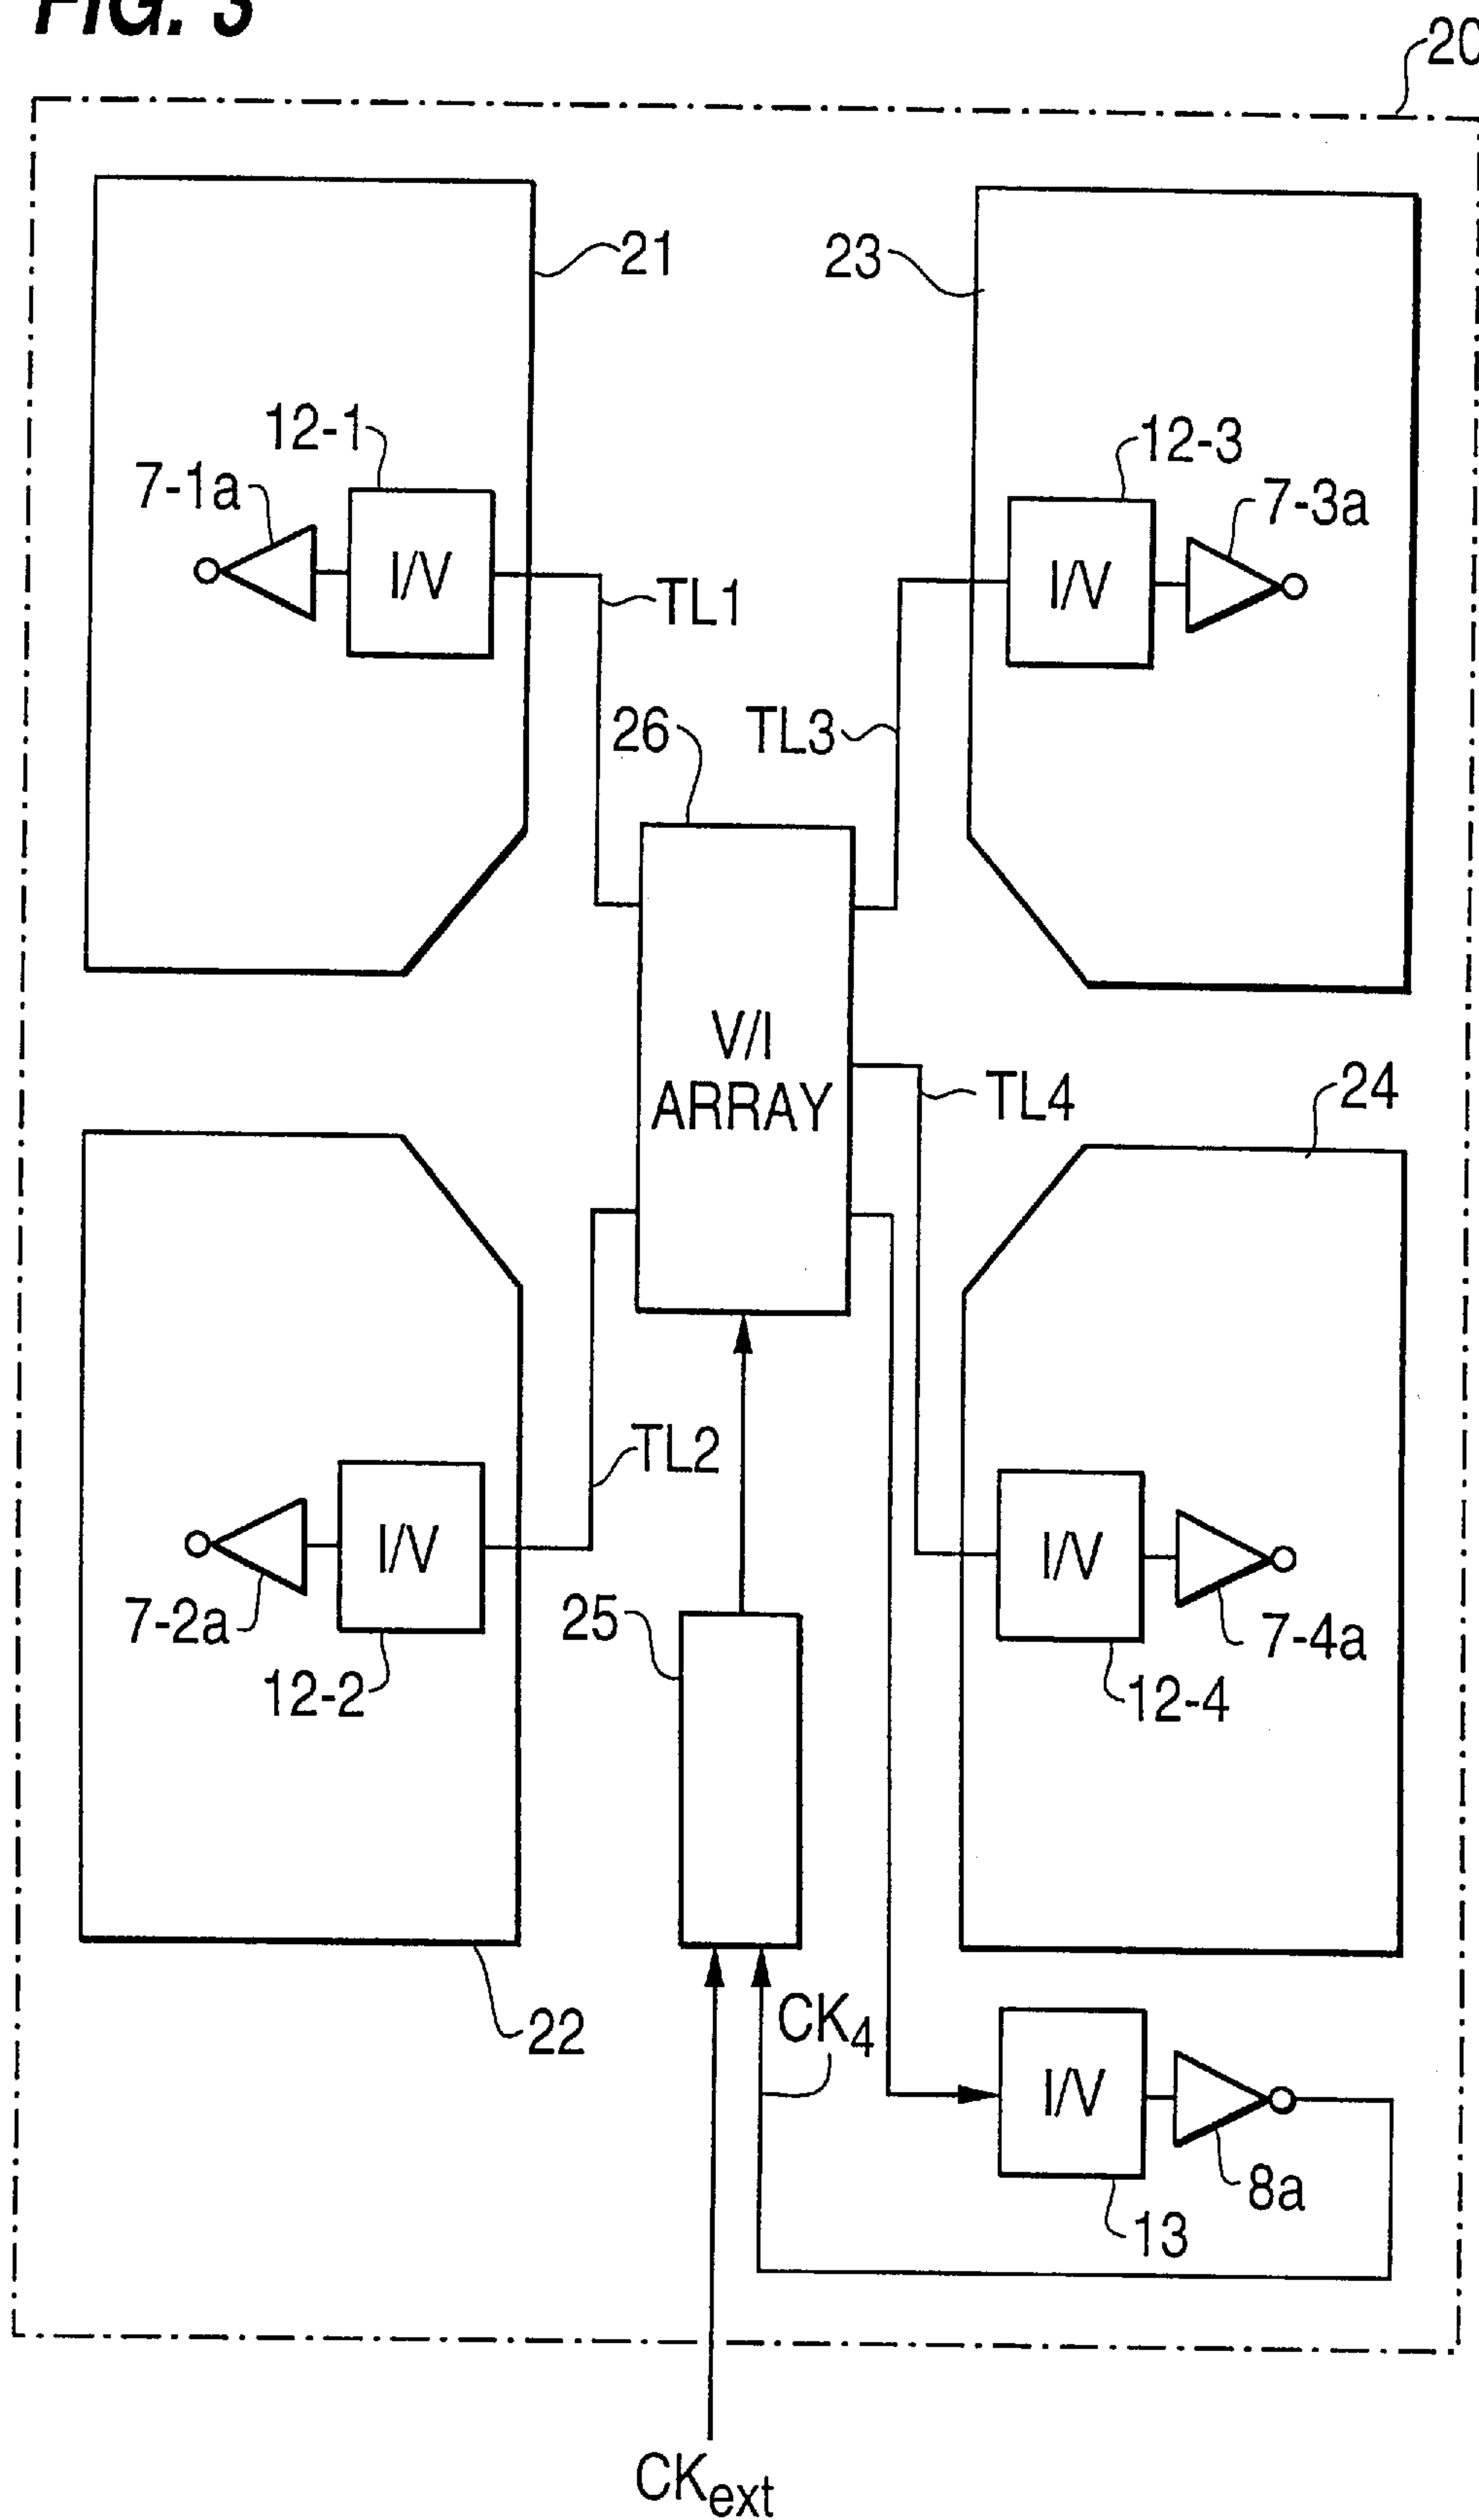 FIG. 3
20
21
23
12-1
7-1a
I/V
TL1
12-3
7-3a
I/V
26
TL3
V/I
ARRAY
TL4
24
TL2
I/V
7-2a
12-2
25
I/V
7-4a
12-4
22
CK4
I/V
8a
13
CKext